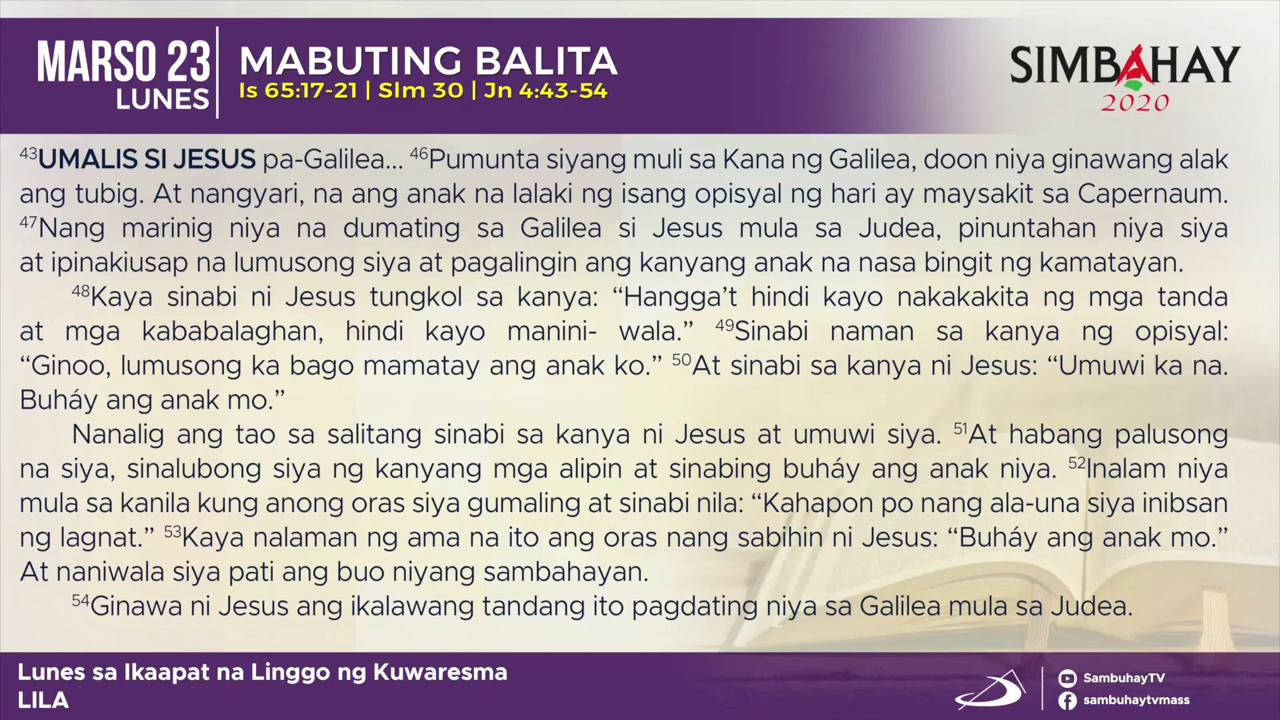 MARSO 23
LUNES
MABUTING BALITA
Is 65:17-21 | Slm 30 | Jn 4:43-54
SIMBAHAY
2020
43UMALIS SI JESUS pa-Galilea... 46Pumunta siyang muli sa Kana ng Galilea, doon niya ginawang alak
ang tubig. At nangyari, na ang anak na lalaki ng isang opisyal ng hari ay maysakit sa Capernaum.
47Nang marinig niya na dumating sa Galilea si Jesus mula sa Judea, pinuntahan niya siya
at ipinakiusap na lumusong siya at pagalingin ang kanyang anak na nasa bingit ng kamatayan.
48Kaya sinabi ni Jesus tungkol sa kanya: “Hangga’t hindi kayo nakakakita ng mga tanda
at mga kababalaghan, hindi kayo manini- wala.” 49Sinabi naman sa kanya ng opisyal:
“Ginoo, lumusong ka bago mamatay ang anak ko.” 50At sinabi sa kanya ni Jesus: “Umuwi ka na.
Buháy ang anak mo.”
Nanalig ang tao sa salitang sinabi sa kanya ni Jesus at umuwi siya. 51At habang palusong
na siya, sinalubong siya ng kanyang mga alipin at sinabing buháy ang anak niya. 52Inalam niya
mula sa kanila kung anong oras siya gumaling at sinabi nila: “Kahapon po nang ala-una siya inibsan
ng lagnat.” 53Kaya nalaman ng ama na ito ang oras nang sabihin ni Jesus: “Buháy ang anak mo.”
At naniwala siya pati ang buo niyang sambahayan.
54Ginawa ni Jesus ang ikalawang tandang ito pagdating niya sa Galilea mula sa Judea.
Lunes sa Ikaapat na Linggo ng Kuwaresma
LILA
SambuhayTV
sambuhaytvmass